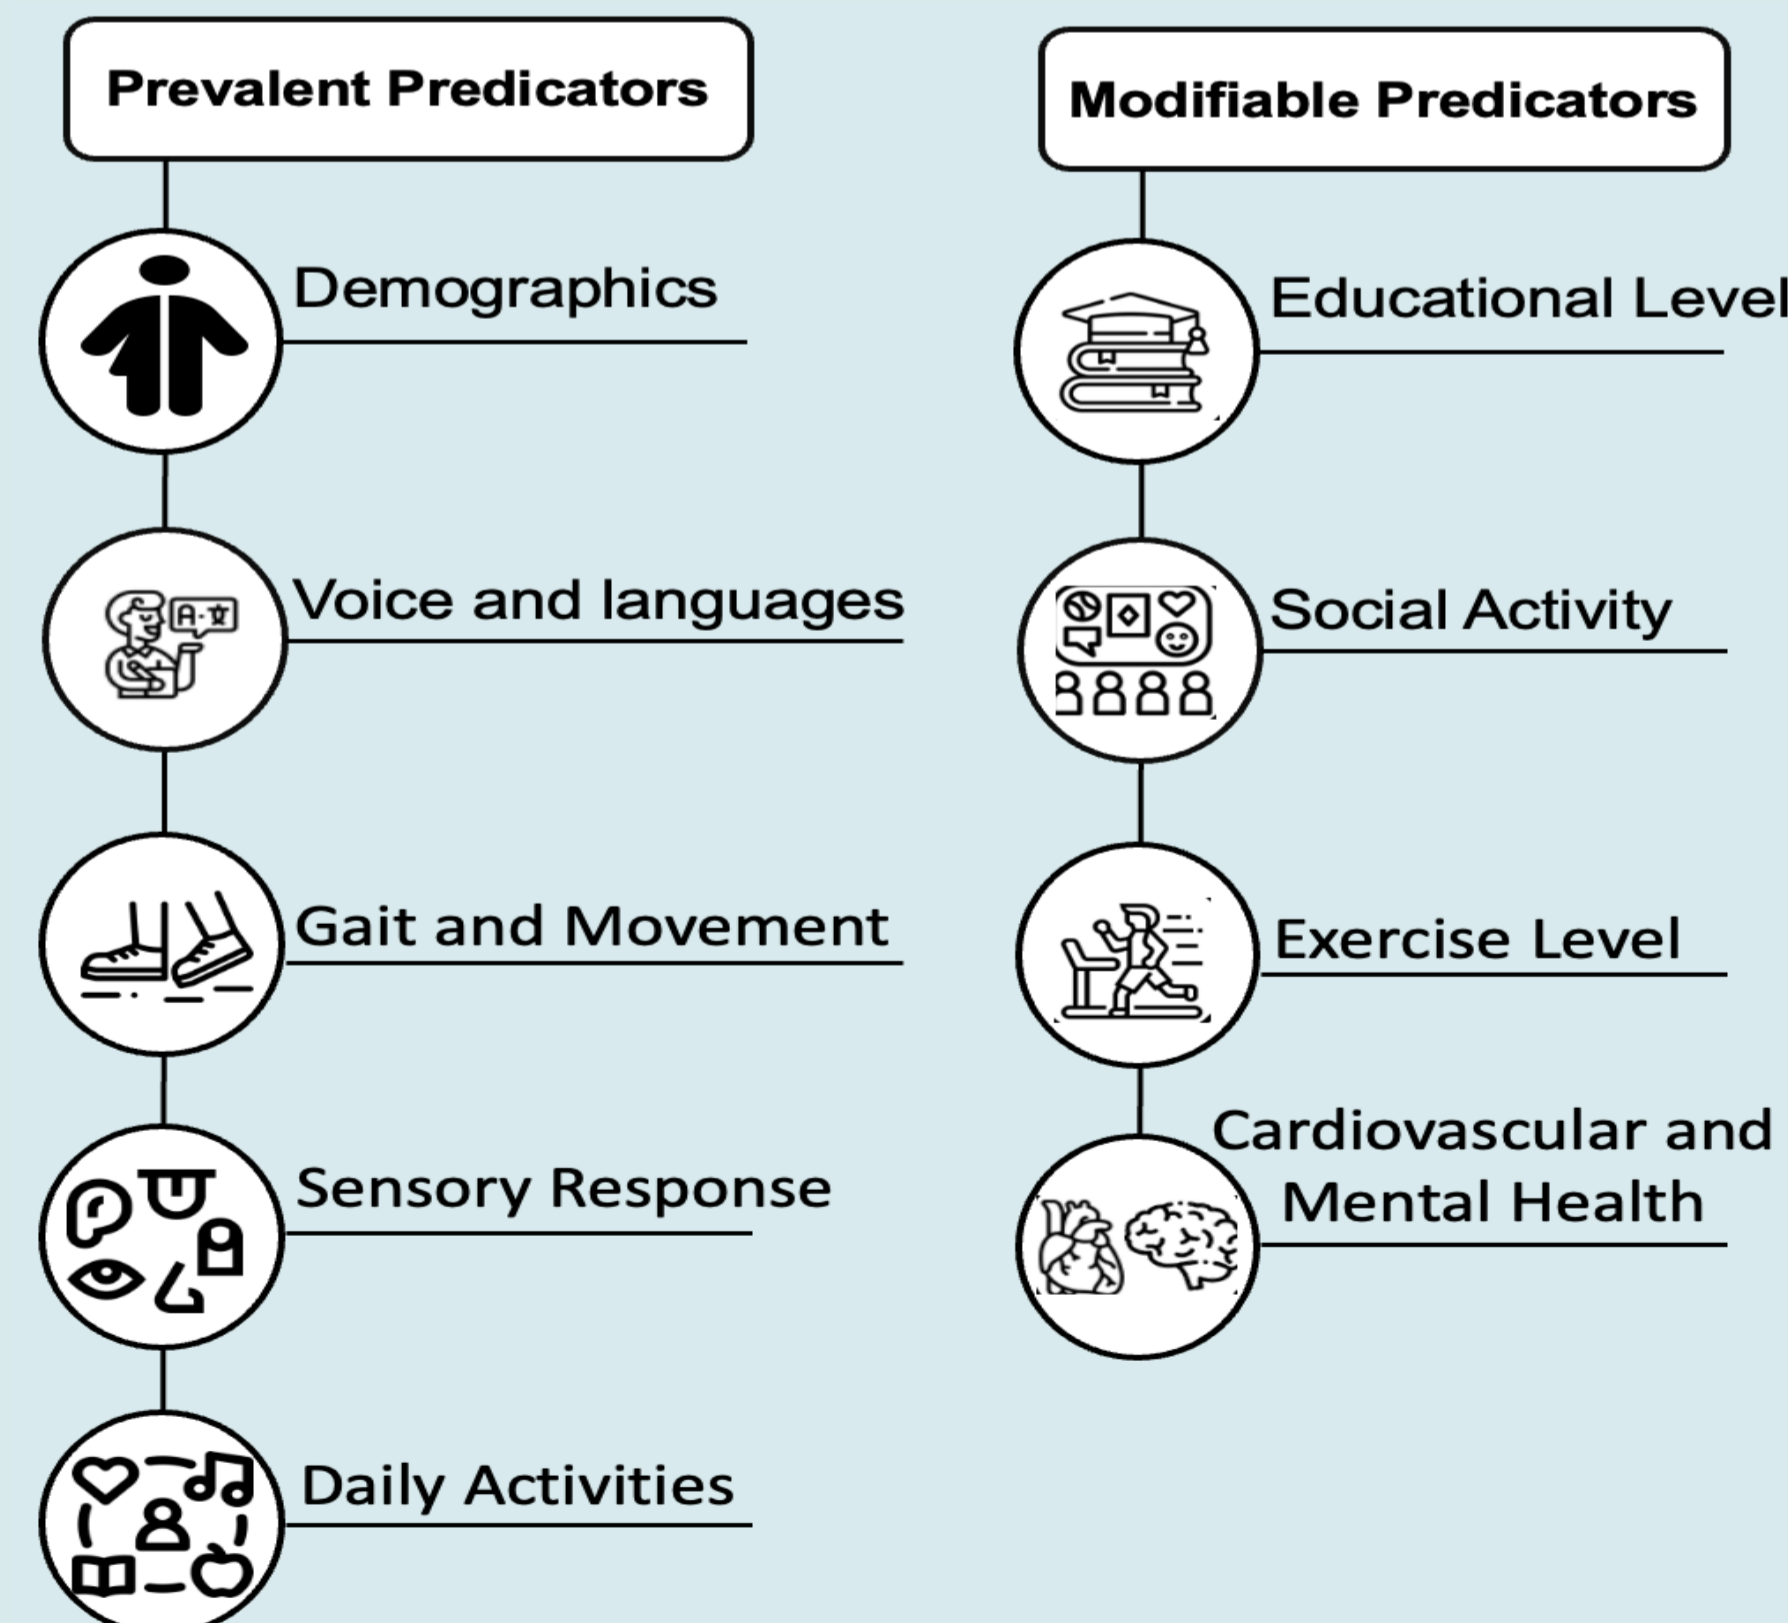 Prevalent Predicators
Demographics
Voice and languages
A-文
Gait and Movement
Sensory Response
Daily Activities
Modifiable Predicators
Educational Level
Social Activity
Exercise Level
Cardiovascular and
Mental Health